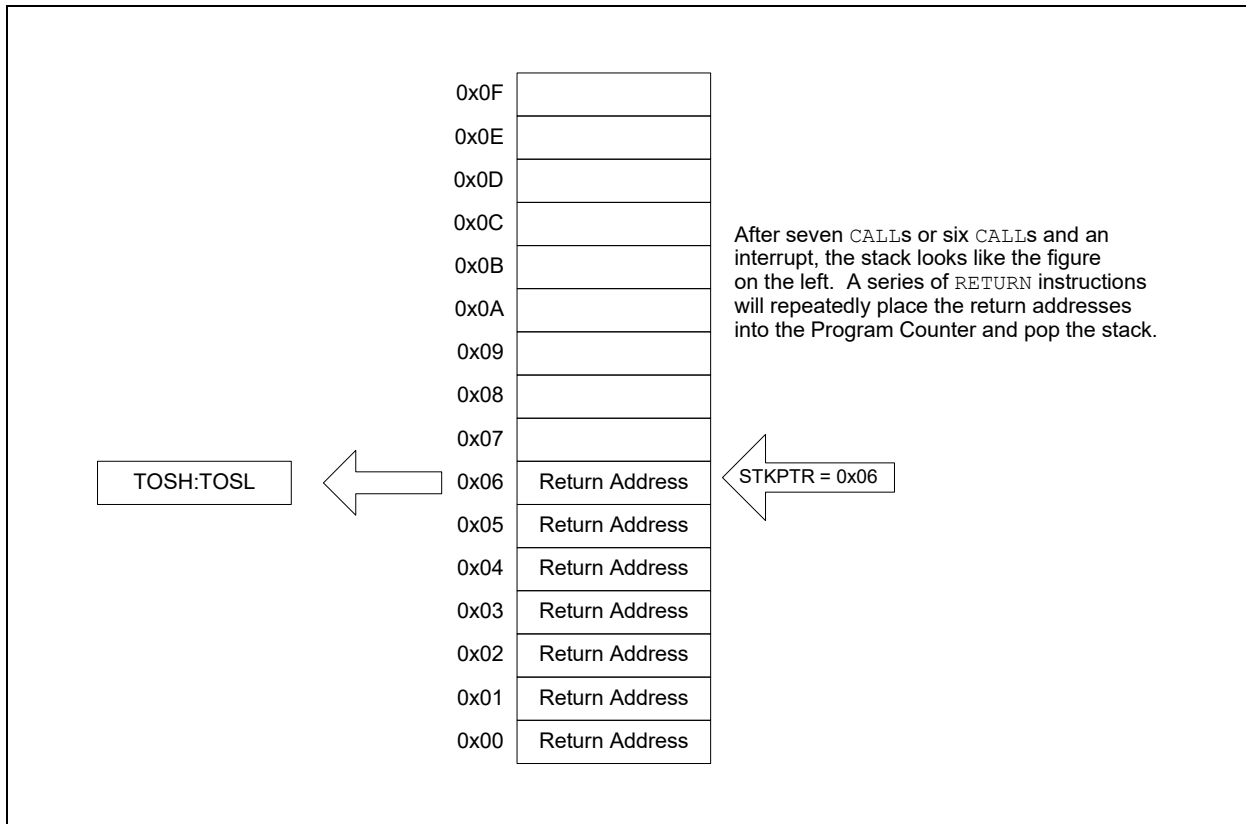 0x0F
0x0E
0x0D
0x0C
0x0B
0x0A
0x09
0x08
0x07
After seven CALLs or six CALLs and an
interrupt, the stack looks like the figure
on the left. A series of RETURN instructions
will repeatedly place the return addresses
into the Program Counter and pop the stack.
TOSH:TOSL
0x06 Return Address
STKPTR = 0x06
0x05 Return Address
0x04 Return Address
0x03 Return Address
0x02 Return Address
0x01 Return Address
0x00 Return Address